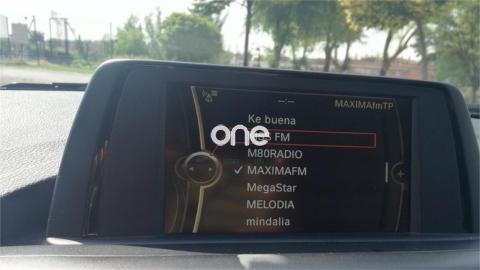 --:--
MAXIMAfmTP
Ke buena
FM
M80RADIO
✓ MAXIMAFM
MegaStar
MELODIA
mindalia
one